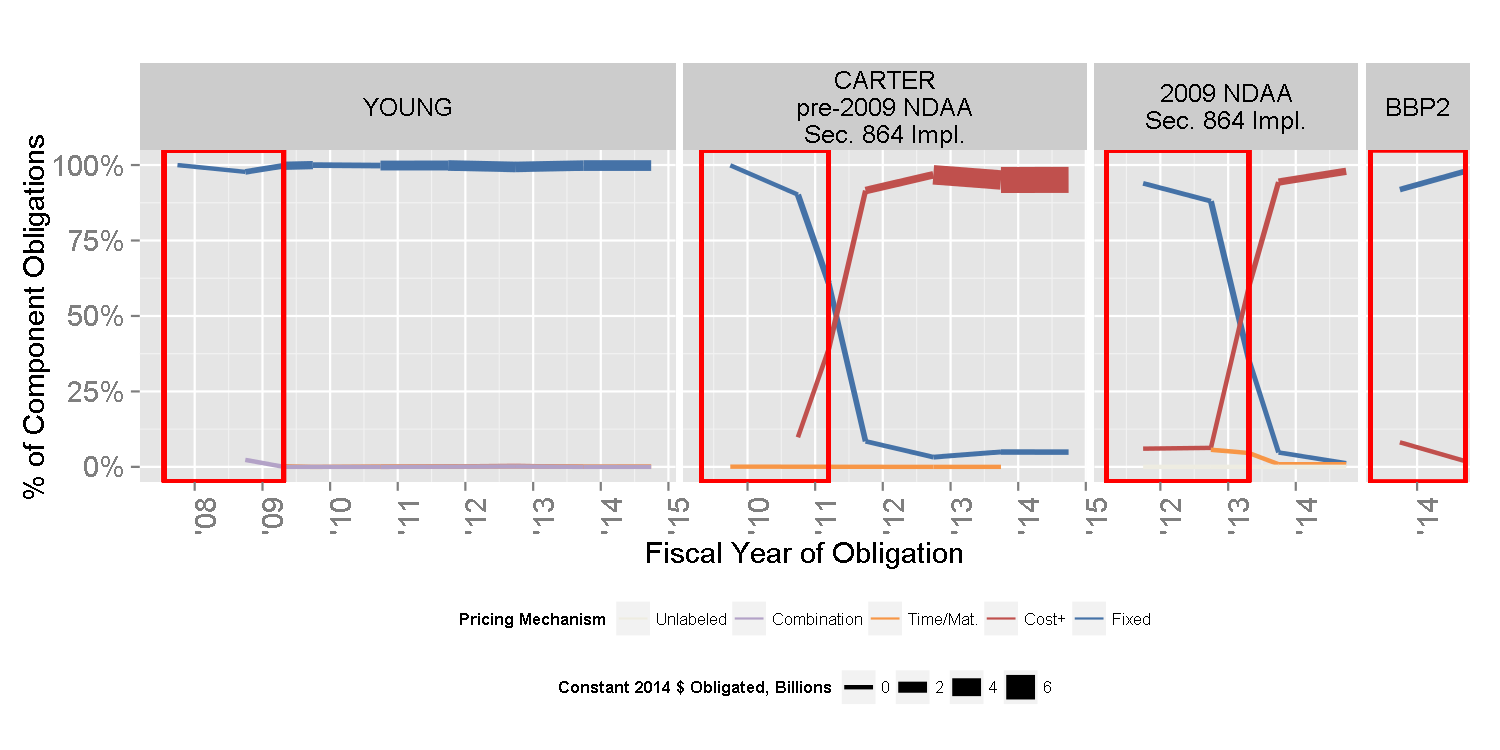 YOUNG
CARTER
pre-2009 NDAA
Sec. 864 Impl.
2009 NDAA
Sec. 864 Impl.
BBP2
% of Component Obligations
100%
75%
50%
25%
0%
'08
'09
'10
'11
'12
'13
'14
'15
'10
'11
'12
'13
'14
'15
'12
'13
'14
'14
Fiscal Year of Obligation
Pricing Mechanism Unlabeled Combination Time/Mat. Cost+ Fixed
Constant 2014 $ Obligated, Billions 0 2 4 6